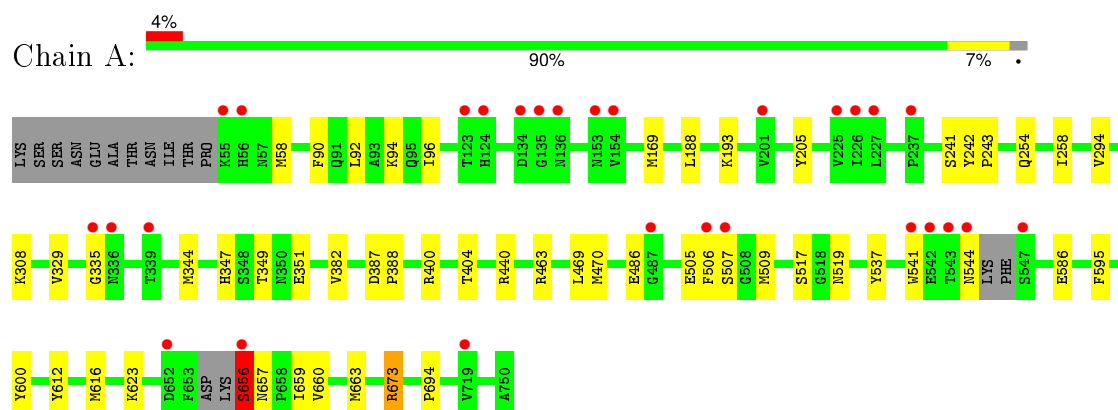 4%
Chain A:
90% 7% •
LYS SER SER ASN GLU ALA THR ASN ILE THR PRO K55 H56 N57 M58 F90 Q91 L92 A93 K94 Q95 I96 T123 H124 D134 G135 N136 N153 V154 M169 L188 K193 V201 Y205 V225 I226 L227 P237 S241 Y242 P243 Q254 I258 V294
K308 V329 G335 N336 T339 M344 H347 S348 T349 N350 E351 V382 D387 P388 R400 T404 R440 R463 L469 M470 E486 G487 E505 F506 S507 G508 M509 S517 G518 N519 Y537 W541 E542 T543 N544 LYS PHE S547 E586 F595
Y600 Y612 M616 K623 D652 F653 ASP LYS S656 N657 P658 I659 V660 M663 R673 P694 V719 A750